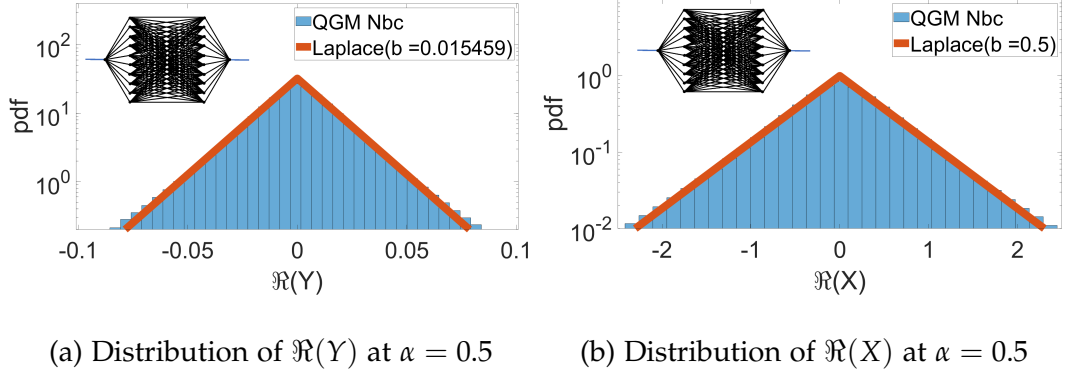 QGM Nbc
Laplace(b =0.015459)
10^2
10^1
10^0
pdf
-0.1
-0.05
0
0.05
0.1
ℜ(Y)
(a) Distribution of ℜ(Y) at α = 0.5
QGM Nbc
Laplace(b =0.5)
10^0
10^-1
10^-2
pdf
-2
-1
0
1
2
ℜ(X)
(b) Distribution of ℜ(X) at α = 0.5